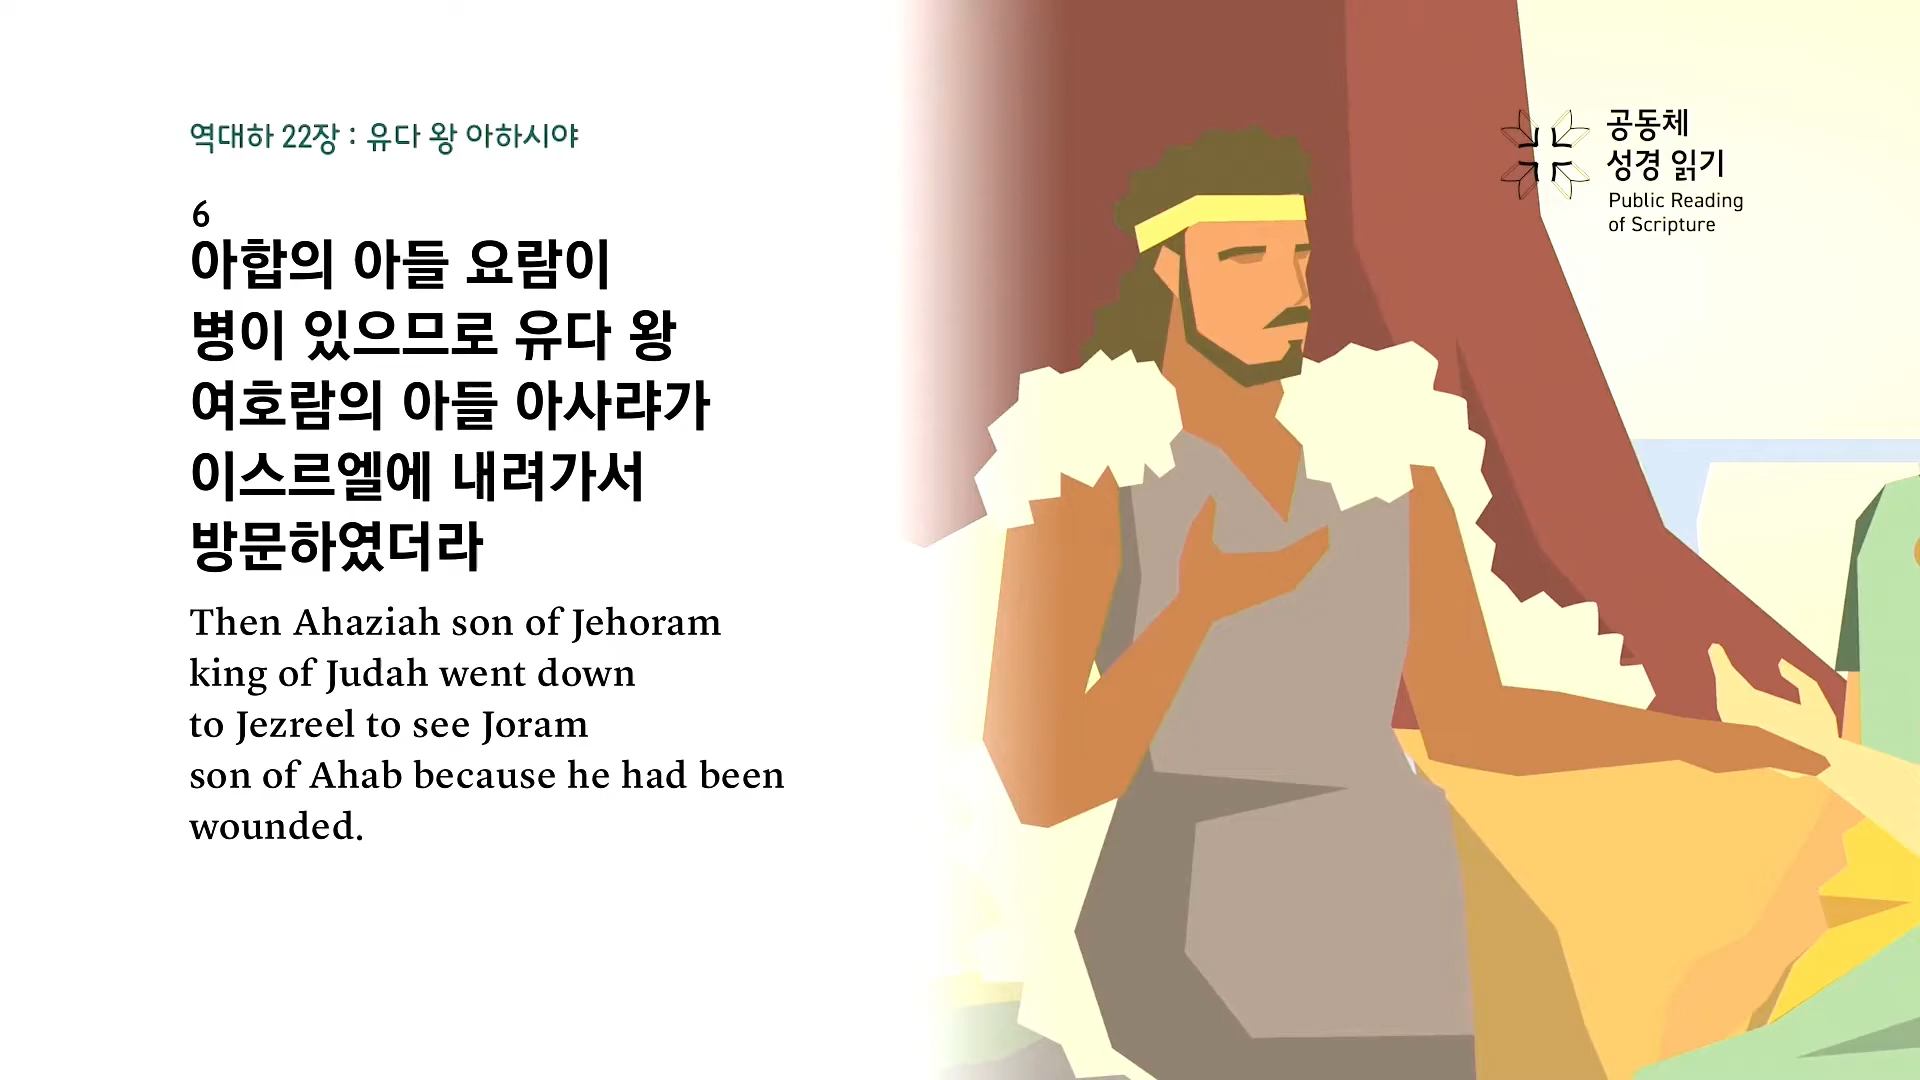 역대하 22장 : 유다 왕 아하시야
6
아합의 아들 요람이
병이 있으므로 유다 왕
여호람의 아들 아사랴가
이스르엘에 내려가서
방문하였더라
Then Ahaziah son of Jehoram
king of Judah went down
to Jezreel to see Joram
son of Ahab because he had been
wounded.
공동체
성경 읽기
Public Reading
of Scripture